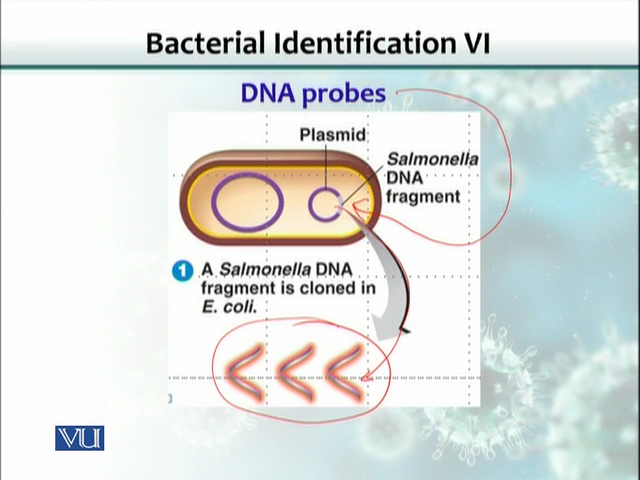 Bacterial Identification VI
DNA probes
Plasmid
Salmonella
DNA
fragment
1 A Salmonella DNA
fragment is cloned in
E. coli.
VU